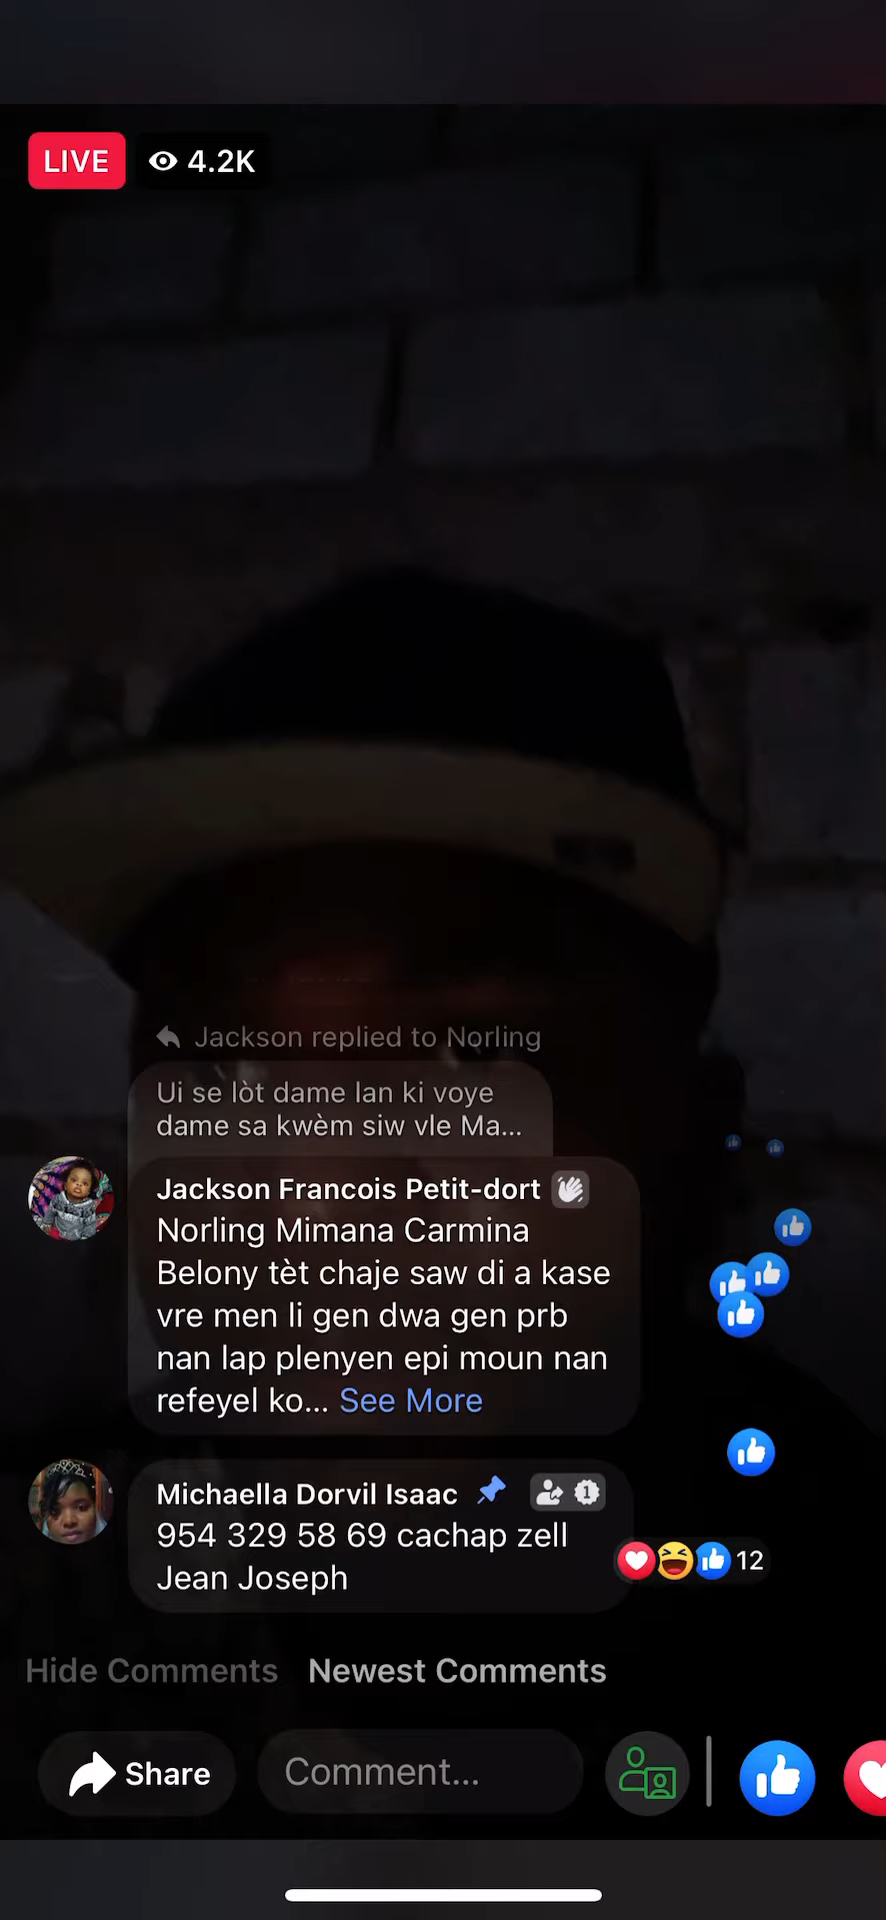 LIVE 4.2K
Jackson replied to Norling
Ui se lòt dame lan ki voye
dame sa kwèm siw vle Ma...
Jackson Francois Petit-dort
Norling Mimana Carmina
Belony tèt chaje saw di a kase
vre men li gen dwa gen prb
nan lap plenyen epi moun nan
refeyel ko... See More
Michaella Dorvil Isaac 1
954 329 58 69 cachap zell
Jean Joseph
12
Hide Comments Newest Comments
Share Comment...